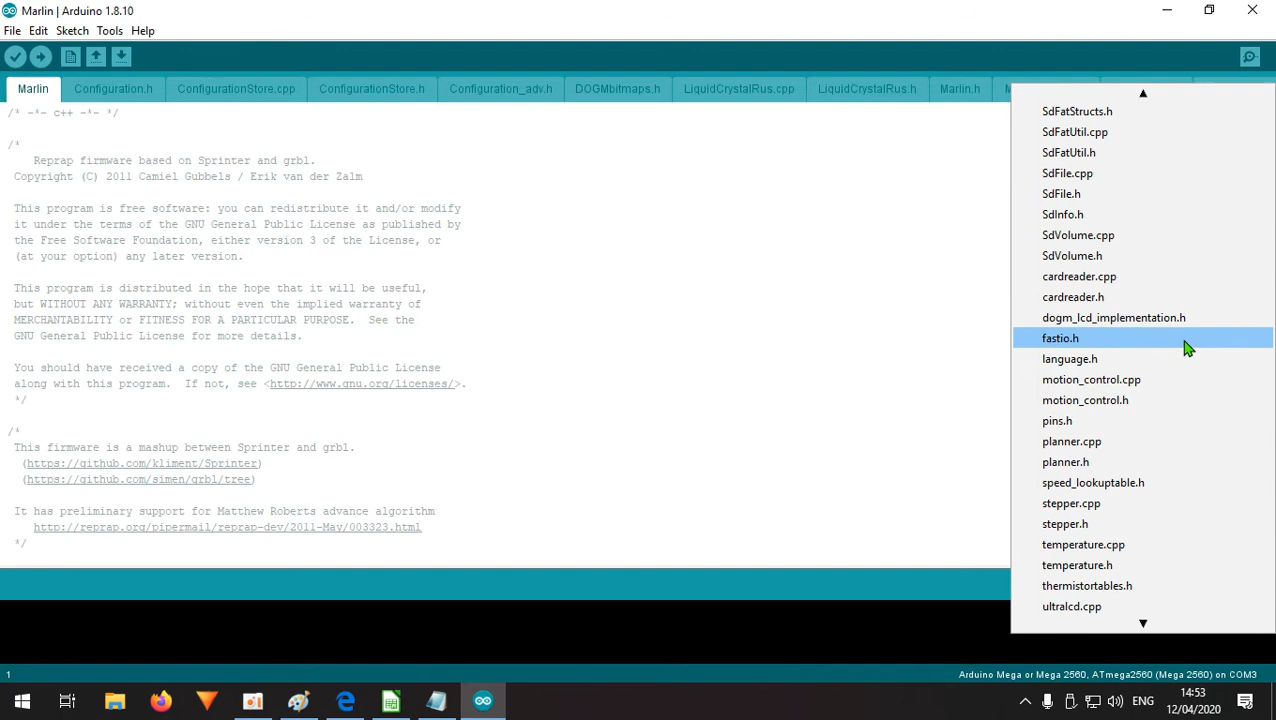 Marlin | Arduino 1.8.10
File Edit Sketch Tools Help
Marlin Configuration.h ConfigurationStore.cpp ConfigurationStore.h Configuration_adv.h DOGMbitmaps.h LiquidCrystalRus.cpp LiquidCrystalRus.h Marlin.h
/* -*- c++ -*- */
/*
Reprap firmware based on Sprinter and grbl.
Copyright (C) 2011 Camiel Gubbels / Erik van der Zalm
This program is free software: you can redistribute it and/or modify
it under the terms of the GNU General Public License as published by
the Free Software Foundation, either version 3 of the License, or
(at your option) any later version.
This program is distributed in the hope that it will be useful,
but WITHOUT ANY WARRANTY; without even the implied warranty of
MERCHANTABILITY or FITNESS FOR A PARTICULAR PURPOSE.  See the
GNU General Public License for more details.
You should have received a copy of the GNU General Public License
along with this program.  If not, see <http://www.gnu.org/licenses/>.
*/
/*
This firmware is a mashup between Sprinter and grbl.
(https://github.com/kliment/Sprinter)
(https://github.com/simen/grbl/tree)
It has preliminary support for Matthew Roberts advance algorithm
http://reprap.org/pipermail/reprap-dev/2011-May/003323.html
*/
SdFatStructs.h
SdFatUtil.cpp
SdFatUtil.h
SdFile.cpp
SdFile.h
SdInfo.h
SdVolume.cpp
SdVolume.h
cardreader.cpp
cardreader.h
dogm_lcd_implementation.h
fastio.h
language.h
motion_control.cpp
motion_control.h
pins.h
planner.cpp
planner.h
speed_lookuptable.h
stepper.cpp
stepper.h
temperature.cpp
temperature.h
thermistortables.h
ultralcd.cpp
1 Arduino Mega or Mega 2560, ATmega2560 (Mega 2560) on COM3
ENG
14:53
12/04/2020